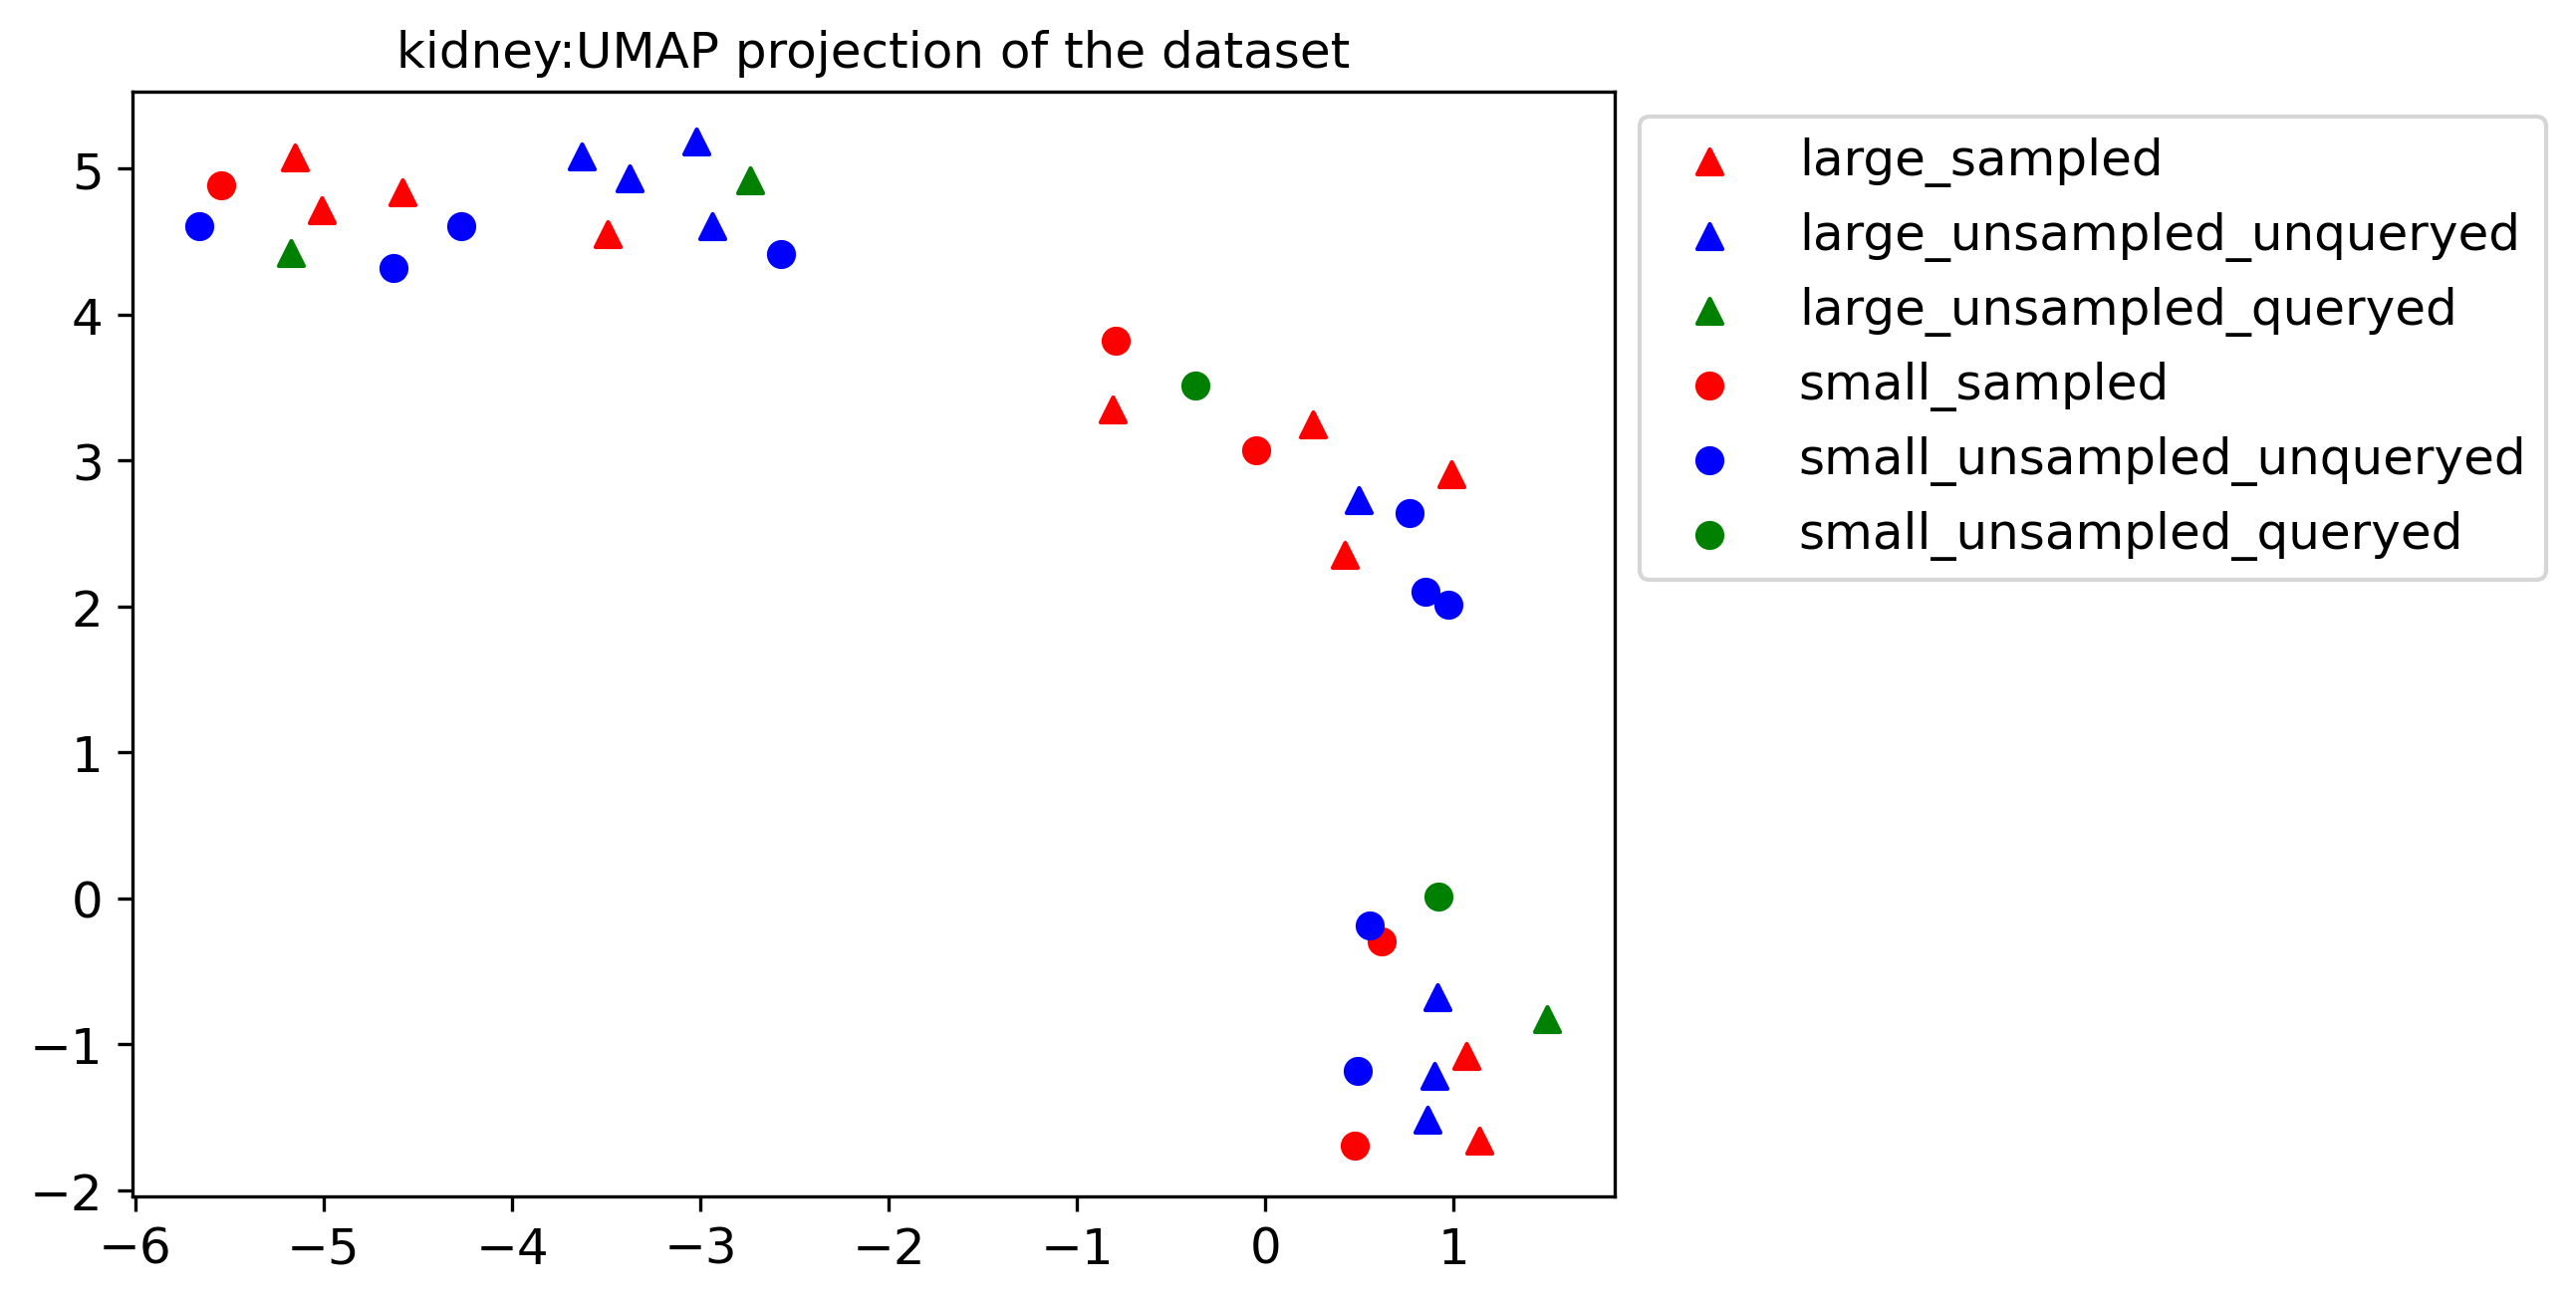 kidney:UMAP projection of the dataset
5
4
3
2
1
0
−1
−2
−6
−5
−4
−3
−2
−1
0
1
large_sampled
large_unsampled_unqueryed
large_unsampled_queryed
small_sampled
small_unsampled_unqueryed
small_unsampled_queryed